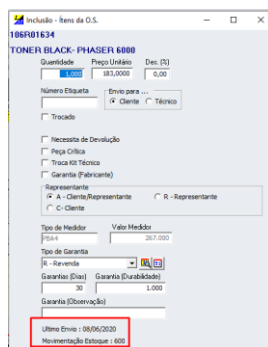 Inclusão - Ítens da O.S.
106R01634
TONER BLACK- PHASER 6000
Quantidade Preço Unitário Des. (%)
1,000 183,0000 0,00
Número Etiqueta Envio para ...
Cliente Técnico
Trocado
Necessita de Devolução
Peça Crítica
Troca Kit Técnico
Garantia (Fabricante)
Representante
A - Cliente/Representante R - Representante
C - Cliente
Tipo de Medidor Valor Medidor
PBA4 267.000
Tipo de Garantia
R - Revenda
Garantias (Dias) Garantia (Durabilidade)
30 1.000
Garantia (Observação)
Ultimo Envio : 08/06/2020
Movimentação Estoque : 600